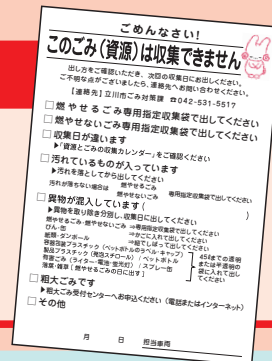 ごめんなさい!
このごみ(資源)は収集できません
出し方をご確認いただき、次回の収集日にお出しください。
ご不明な点がございましたら、連絡先へお問い合わせください。
【連絡先】立川市ごみ対策課 ☎042-531-5517
□燃やせるごみ専用指定収集袋で出してください
□燃やせないごみ専用指定収集袋で出してください
□収集日が違います
▶「資源とごみの収集カレンダー」をご確認ください
□汚れているものが入っています
▶汚れを落としてから出してください
汚れが落ちない場合は 燃やせるごみ 燃やせないごみ 専用指定収集袋で出してください
□異物が混入しています( )
▶異物を取り除き分別し、収集日に出してください
燃やせるごみ・燃やせないごみ ⇒専用指定収集袋で出してください
びん・缶 ⇒かごに入れて出してください
紙類・ダンボール ⇒紐でしばって出してください
容器包装プラスチック(ペットボトルのラベル・キャップ)
製品プラスチック(発泡スチロール)/ペットボトル
有害ごみ(ライター・電池・蛍光灯)/スプレー缶
落葉・雑草[燃やせるごみの日に出す]
45ℓまでの透明または半透明の袋に入れ出してください
□粗大ごみです
▶粗大ごみ受付センターへお申込ください(電話またはインターネット)
□その他
月 日 担当車両